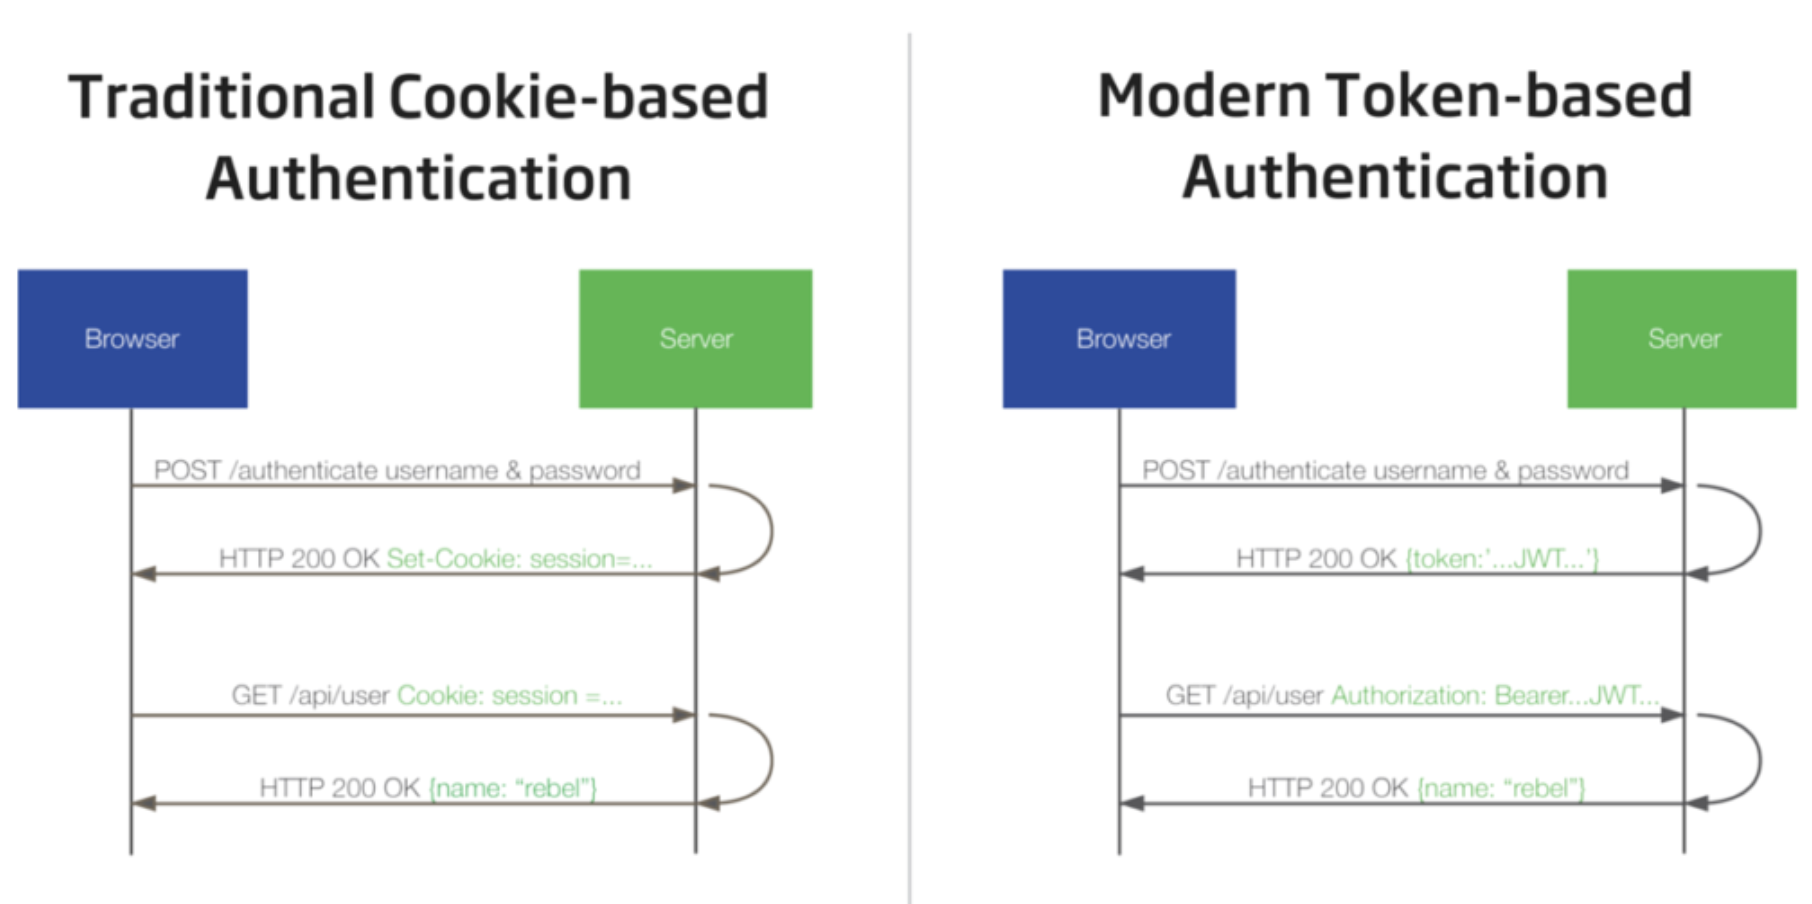 Traditional Cookie-based
Authentication
Browser
Server
POST /authenticate username & password
HTTP 200 OK Set-Cookie: session=...
GET /api/user Cookie: session =...
HTTP 200 OK {name: “rebel”}
Modern Token-based
Authentication
Browser
Server
POST /authenticate username & password
HTTP 200 OK {token:’...JWT...’}
GET /api/user Authorization: Bearer...JWT...
HTTP 200 OK {name: “rebel”}